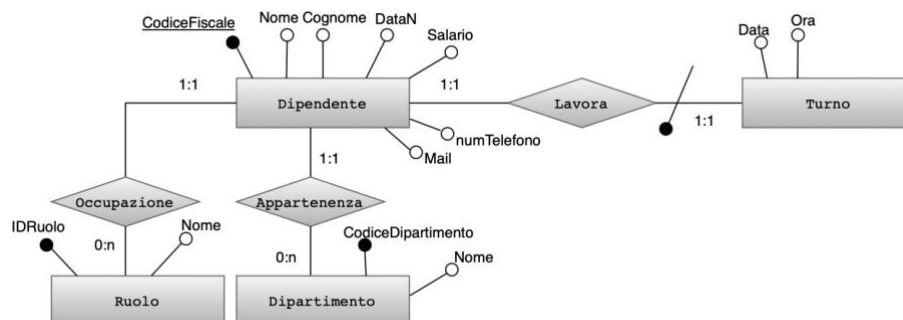 CodiceFiscale
Nome
Cognome
DataN
Salario
Data
Ora
1:1
Dipendente
1:1
Lavora
1:1
Turno
numTelefono
Mail
1:1
Occupazione
Appartenenza
IDRuolo
Nome
0:n
0:n
CodiceDipartimento
Nome
Ruolo
Dipartimento